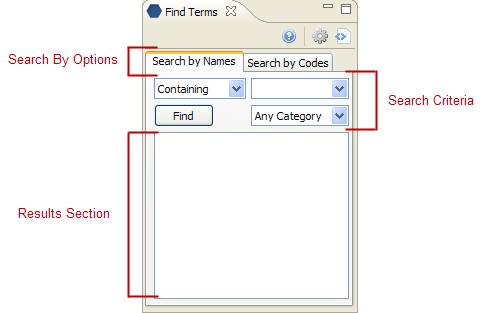 Find Terms
Search By Options
Search by Names
Search by Codes
Containing
Search Criteria
Find
Any Category
Results Section